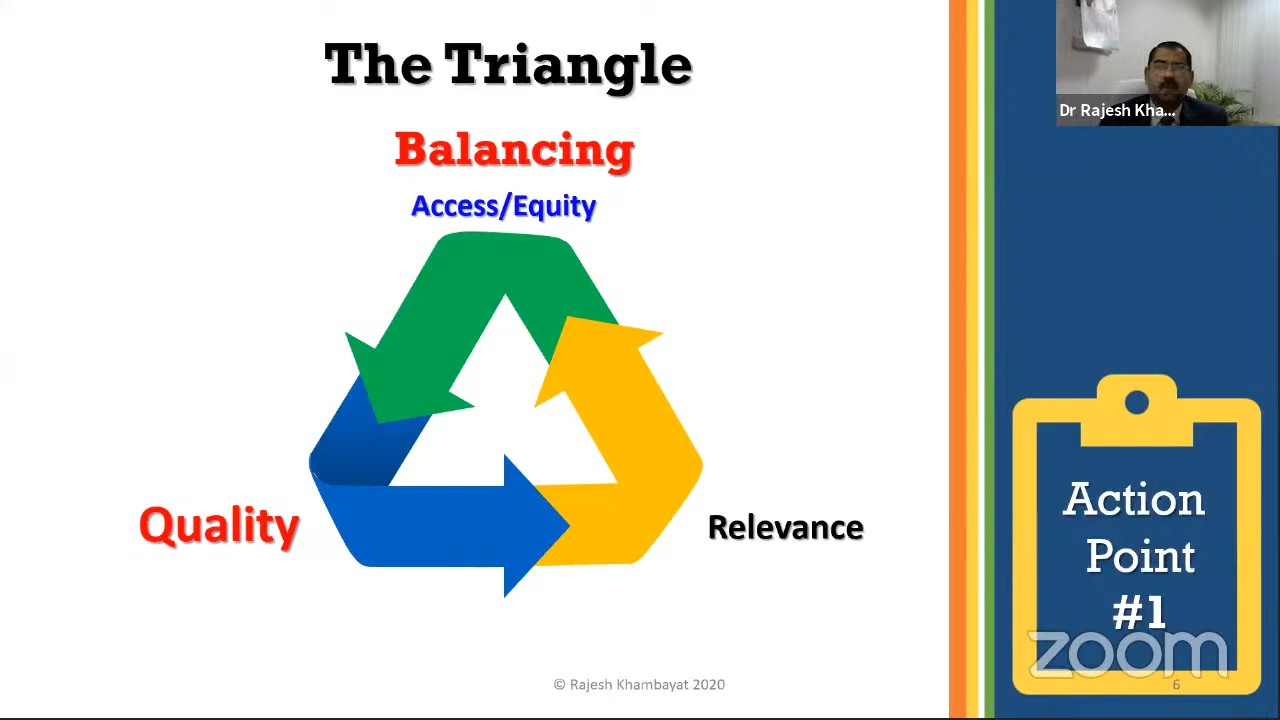 The Triangle
Balancing
Access/Equity
Quality
Relevance
Dr Rajesh Kha...
Action
Point
#1
zoom
© Rajesh Khambayat 2020
6